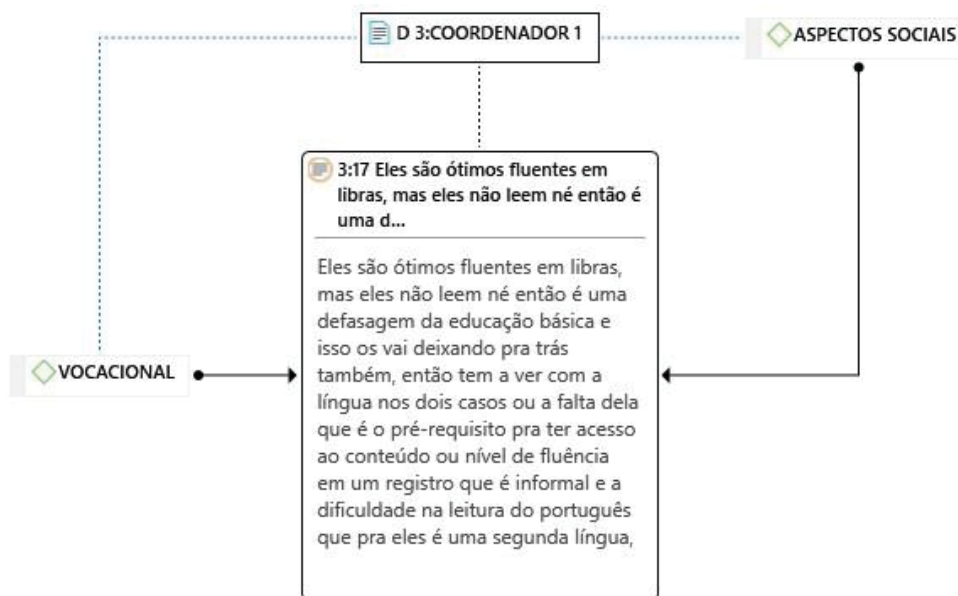 D 3:COORDENADOR 1
ASPECTOS SOCIAIS
3:17 Eles são ótimos fluentes em
libras, mas eles não leem né então é
uma d...
Eles são ótimos fluentes em libras,
mas eles não leem né então é uma
defasagem da educação básica e
isso os vai deixando pra trás
também, então tem a ver com a
língua nos dois casos ou a falta dela
que é o pré-requisito pra ter acesso
ao conteúdo ou nível de fluência
em um registro que é informal e a
dificuldade na leitura do português
que pra eles é uma segunda língua,
VOCACIONAL